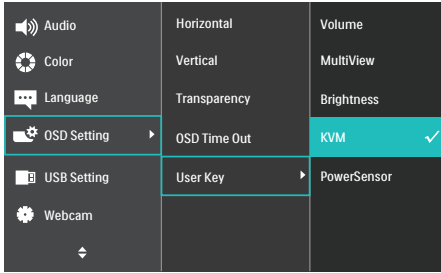 Audio
Color
Language
OSD Setting
USB Setting
Webcam
Horizontal
Vertical
Transparency
OSD Time Out
User Key
Volume
MultiView
Brightness
KVM
PowerSensor